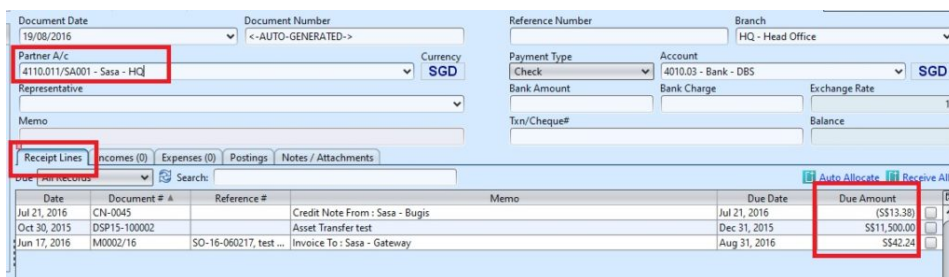 Document Date Document Number Reference Number Branch
19/08/2016 <-AUTO-GENERATED-> HQ - Head Office
Partner A/c Currency Payment Type Account
4110.011/SA001 - Sasa - HQ SGD Check 4010.03 - Bank - DBS SGD
Representative Bank Amount Bank Charge Exchange Rate
1
Memo Txn/Cheque# Balance
Receipt Lines Incomes (0) Expenses (0) Postings Notes / Attachments
Due All Records Search: Auto Allocate Receive All
Date Document # Reference # Memo Due Date Due Amount
Jul 21, 2016 CN-0045 Credit Note From : Sasa - Bugis Jul 21, 2016 (S$13.38)
Oct 30, 2015 DSP15-100002 Asset Transfer test Dec 31, 2015 S$11,500.00
Jun 17, 2016 M0002/16 SO-16-060217, test ... Invoice To : Sasa - Gateway Aug 31, 2016 S$42.24